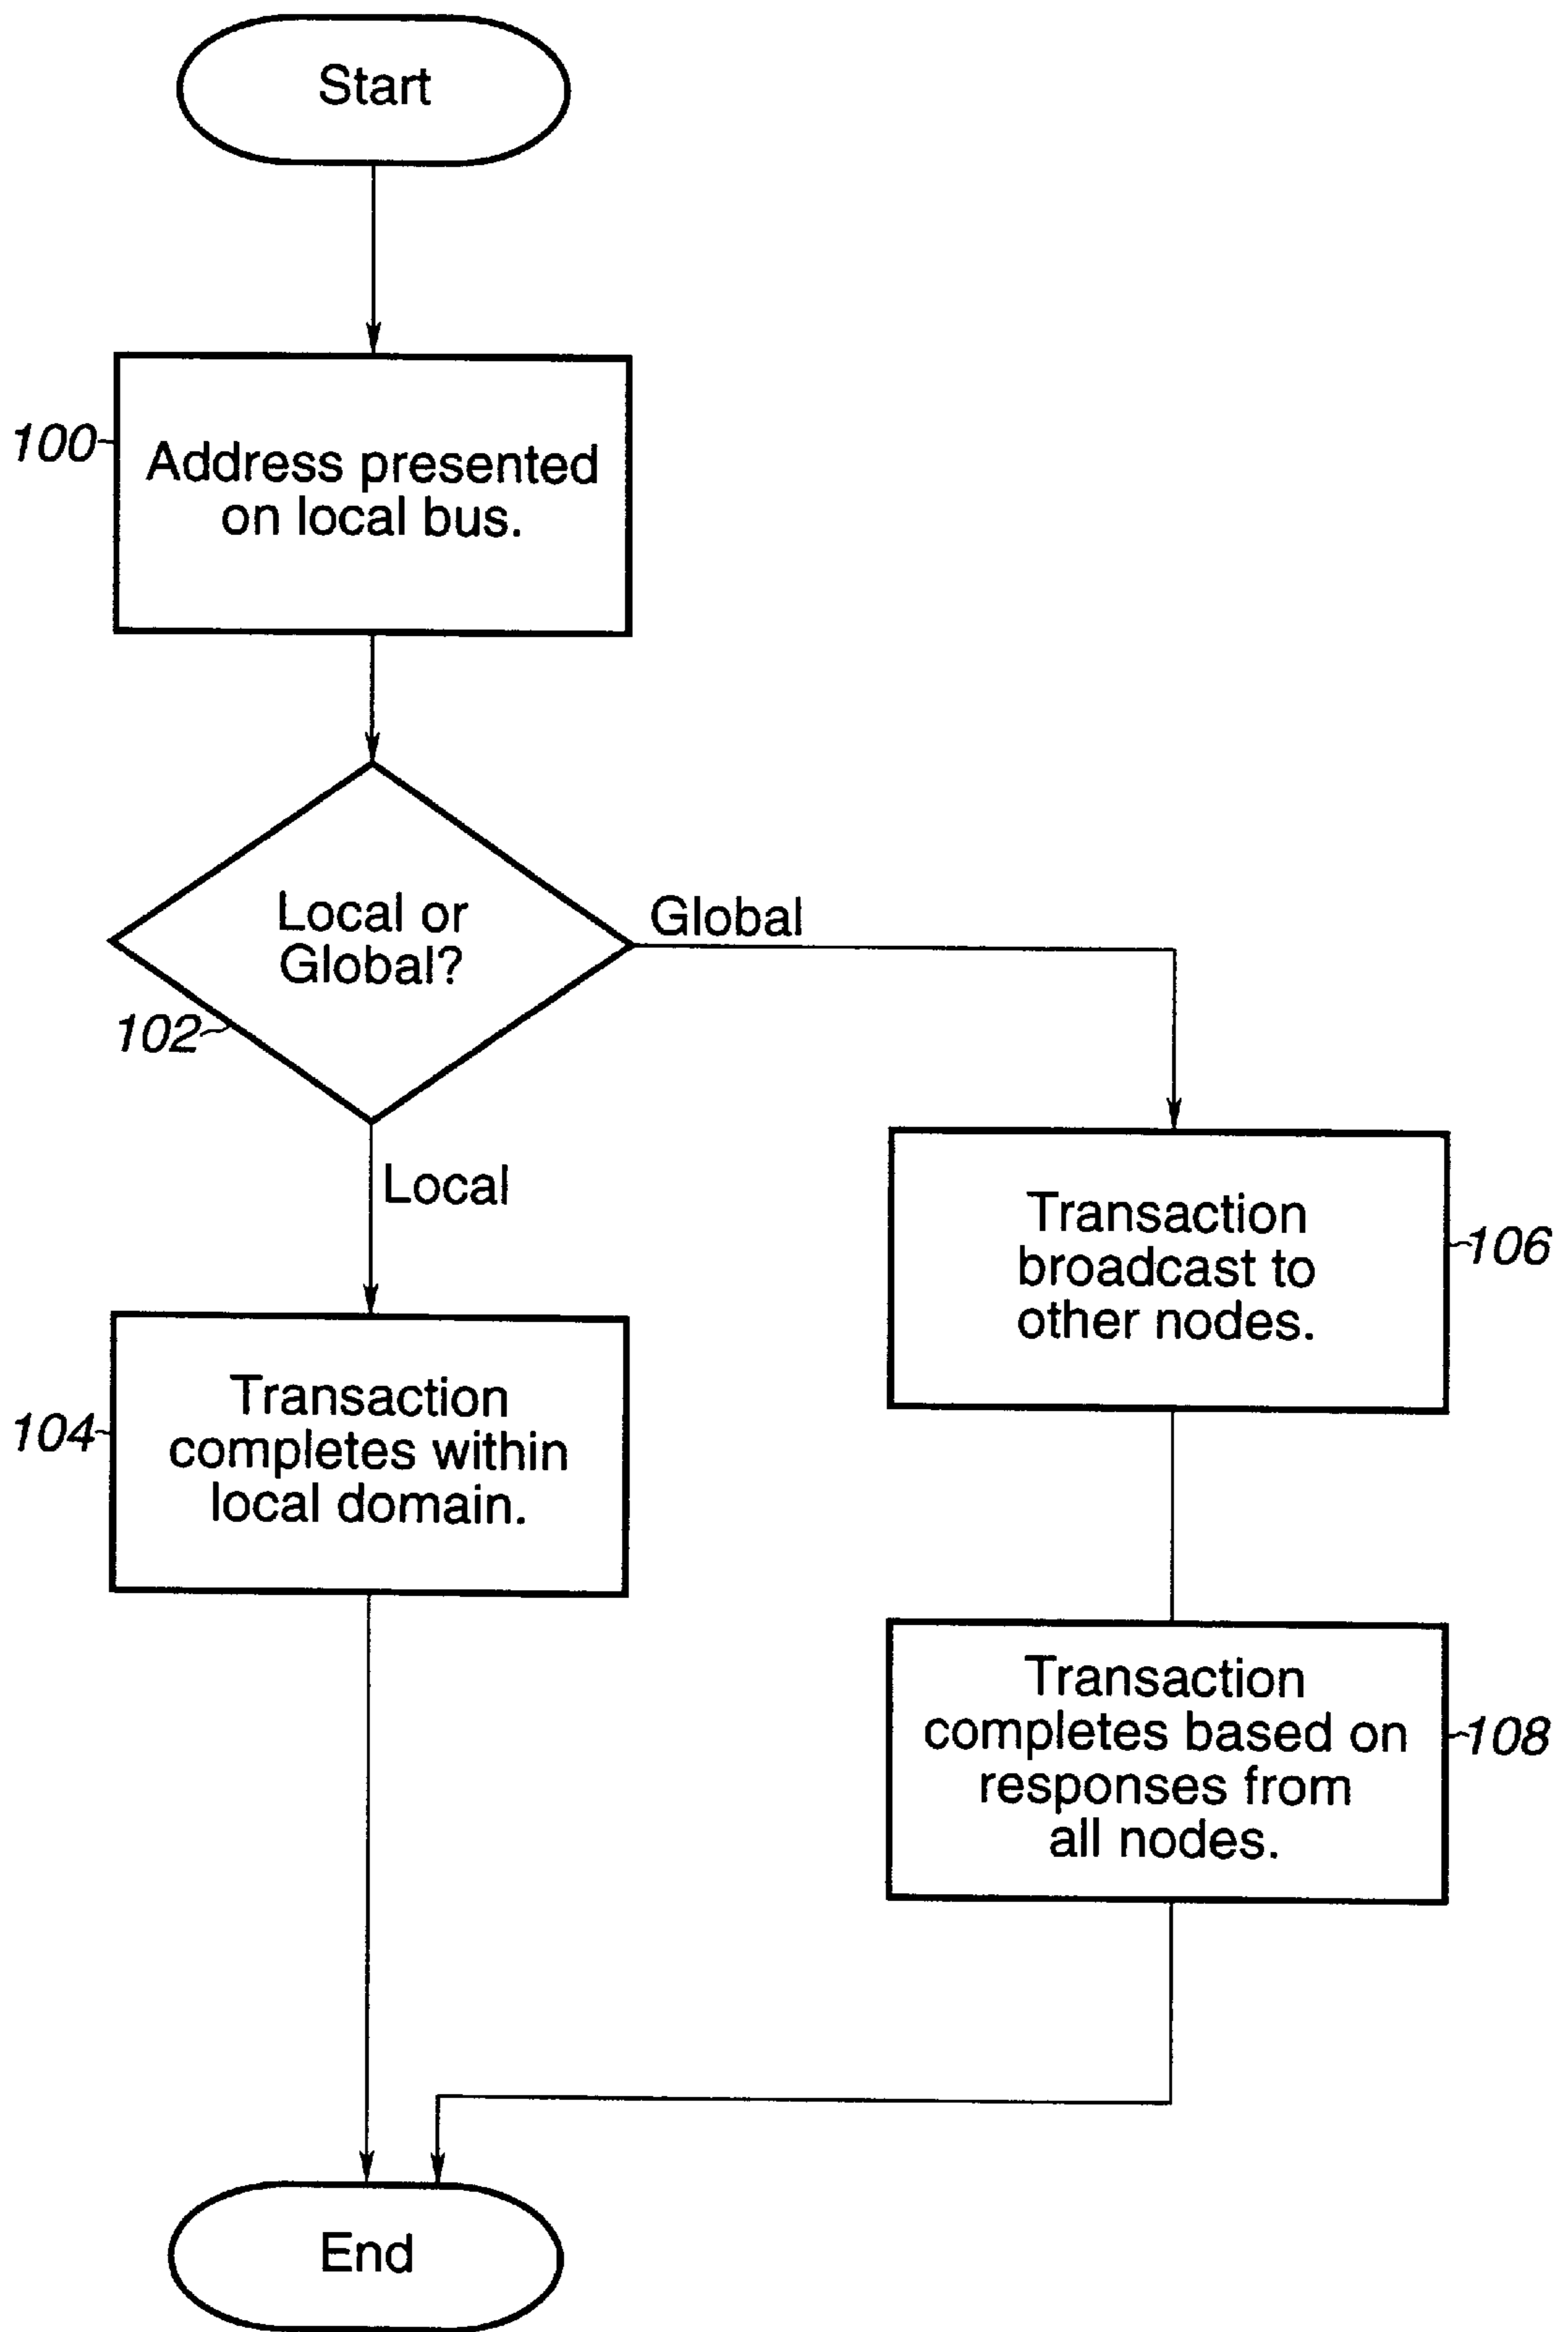 Start
100
Address presented
on local bus.
Local or
Global?
Global
102
Local
Transaction
broadcast to
other nodes.
106
104
Transaction
completes within
local domain.
Transaction
completes based on
responses from
all nodes.
108
End